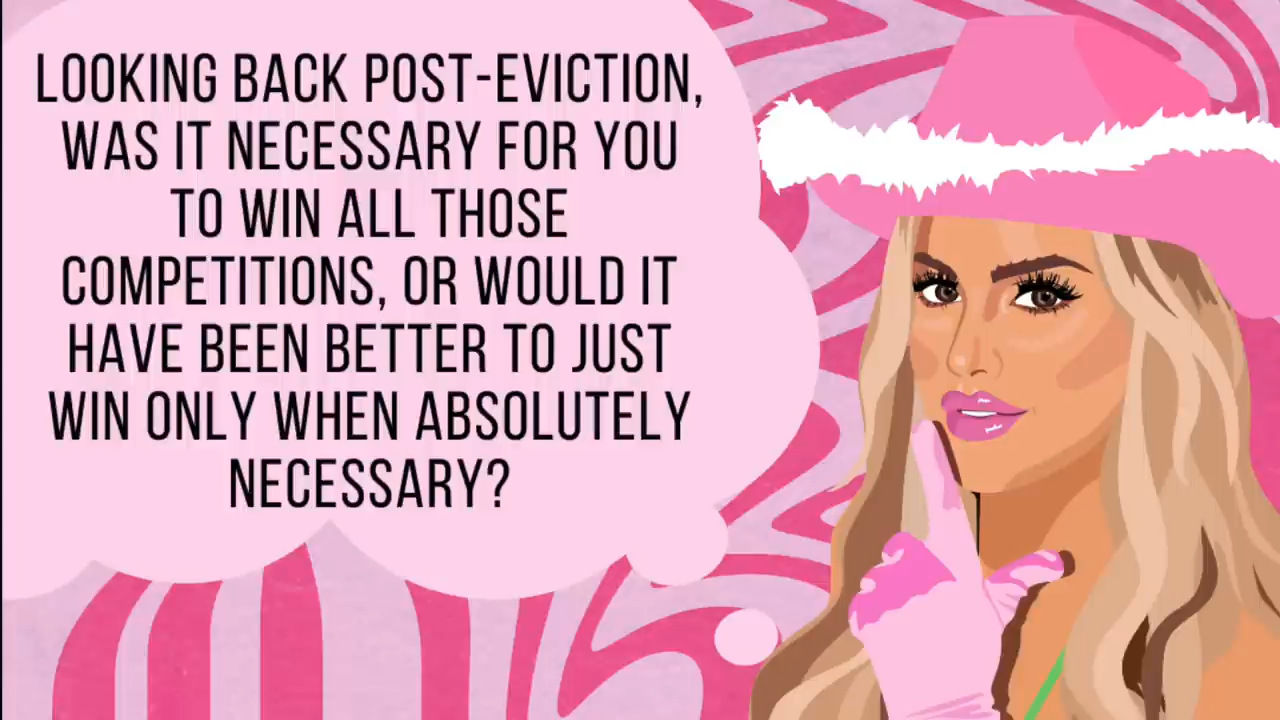 LOOKING BACK POST-EVICTION,
WAS IT NECESSARY FOR YOU
TO WIN ALL THOSE
COMPETITIONS, OR WOULD IT
HAVE BEEN BETTER TO JUST
WIN ONLY WHEN ABSOLUTELY
NECESSARY?